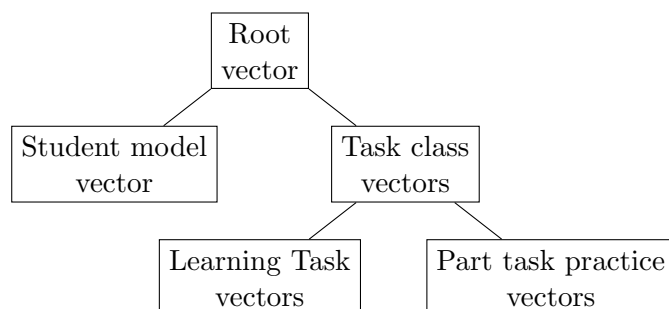 Root
vector
Student model
vector
Task class
vectors
Learning Task
vectors
Part task practice
vectors